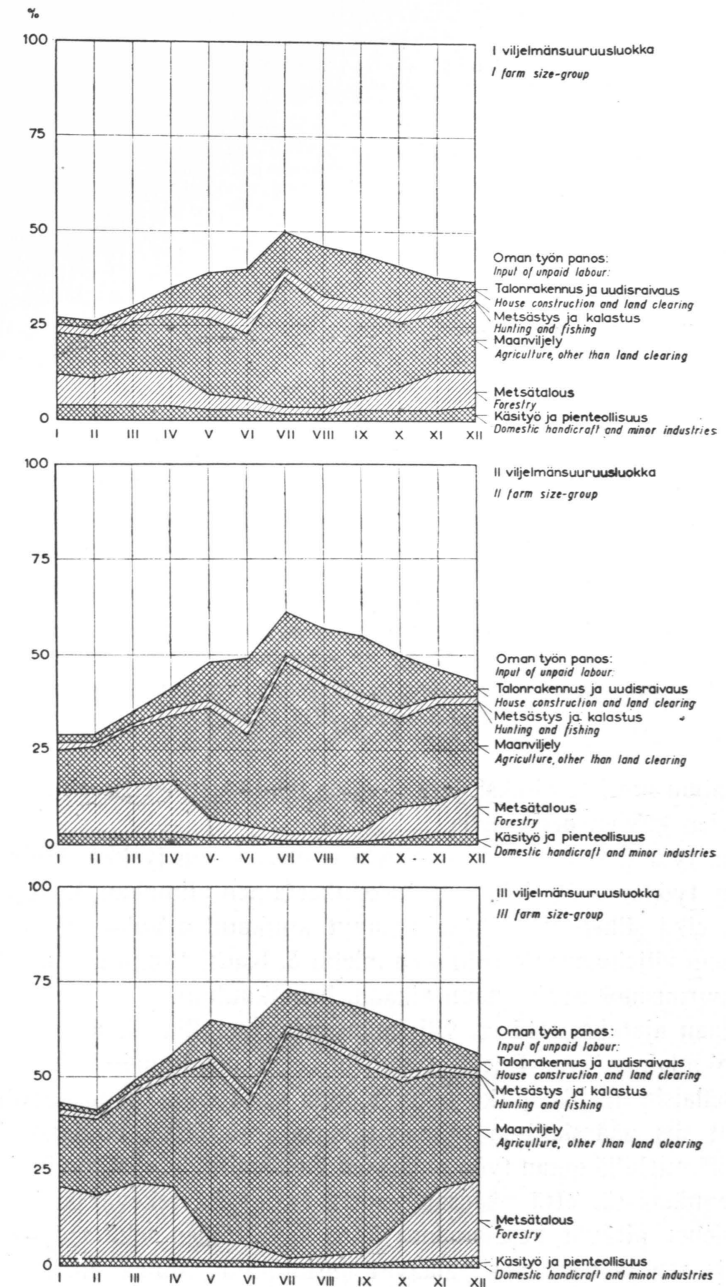 %
100
I viljelmänsuuruusluokka
I farm size-group
75
50
Oman työn panos:
Input of unpaid labour:
Talonrakennus ja uudisraivaus
House construction and land clearing
Metsästys ja kalastus
Hunting and fishing
25
Maanviljely
Agriculture, other than land clearing
Metsätalous
Forestry
0
Käsityö ja pienteollisuus
Domestic handicraft and minor industries
I II III IV V VI VII VIII IX X XI XII
100
II viljelmänsuuruusluokka
II farm size-group
75
50
Oman työn panos:
Input of unpaid labour:
Talonrakennus ja uudisraivaus
House construction and land clearing
Metsästys ja kalastus
Hunting and fishing
25
Maanviljely
Agriculture, other than land clearing
Metsätalous
Forestry
0
Käsityö ja pienteollisuus
Domestic handicraft and minor industries
I II III IV V VI VII VIII IX X XI XII
100
III viljelmänsuuruusluokka
III farm size-group
75
50
Oman työn panos:
Input of unpaid labour:
Talonrakennus ja uudisraivaus
House construction and land clearing
Metsästys ja kalastus
Hunting and fishing
Maanviljely
Agriculture, other than land clearing
25
Metsätalous
Forestry
0
Käsityö ja pienteollisuus
Domestic handicraft and minor industries
I II III IV V VI VII VIII IX X XI XII